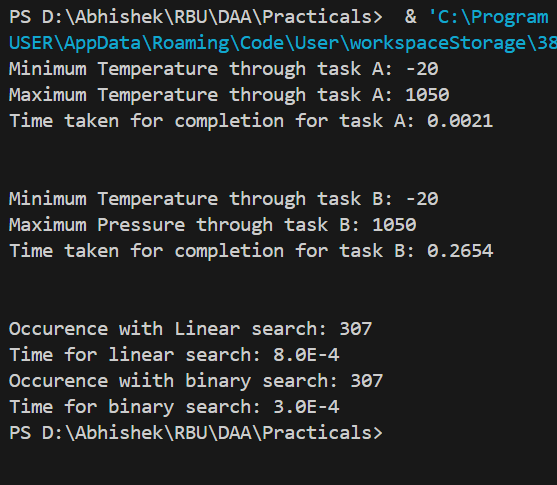 PS D:\Abhishek\RBU\DAA\Practicals>  & 'C:\Program
USER\AppData\Roaming\Code\User\workspaceStorage\38
Minimum Temperature through task A: -20
Maximum Temperature through task A: 1050
Time taken for completion for task A: 0.0021
Minimum Temperature through task B: -20
Maximum Pressure through task B: 1050
Time taken for completion for task B: 0.2654
Occurence with Linear search: 307
Time for linear search: 8.0E-4
Occurence wiith binary search: 307
Time for binary search: 3.0E-4
PS D:\Abhishek\RBU\DAA\Practicals>